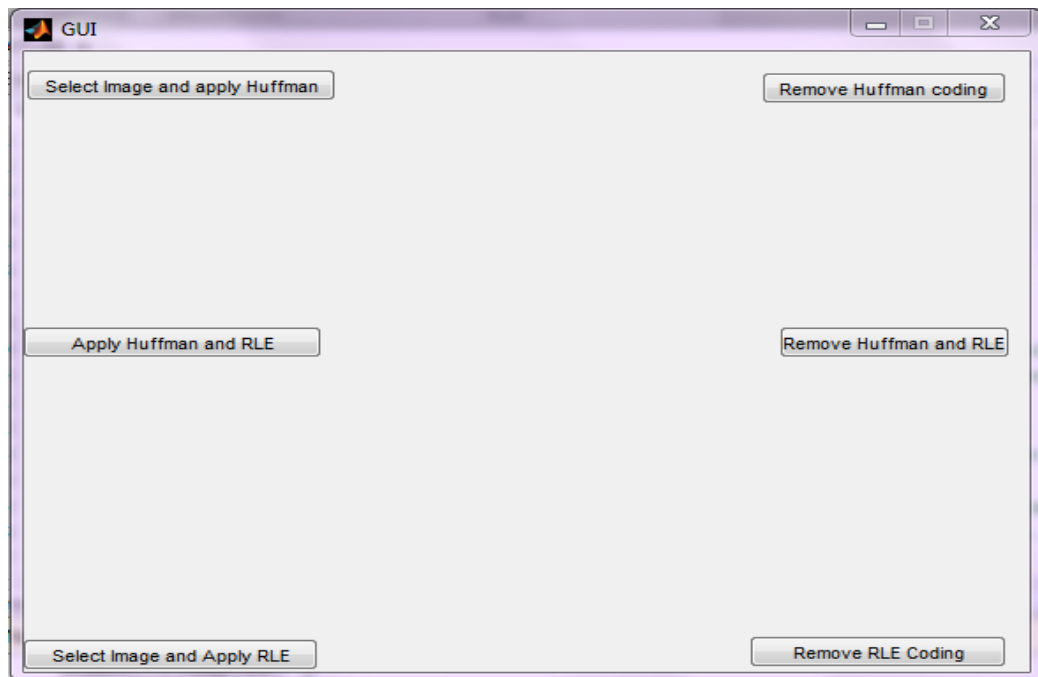 GUI
Select Image and apply Huffman
Remove Huffman coding
Apply Huffman and RLE
Remove Huffman and RLE
Select Image and Apply RLE
Remove RLE Coding